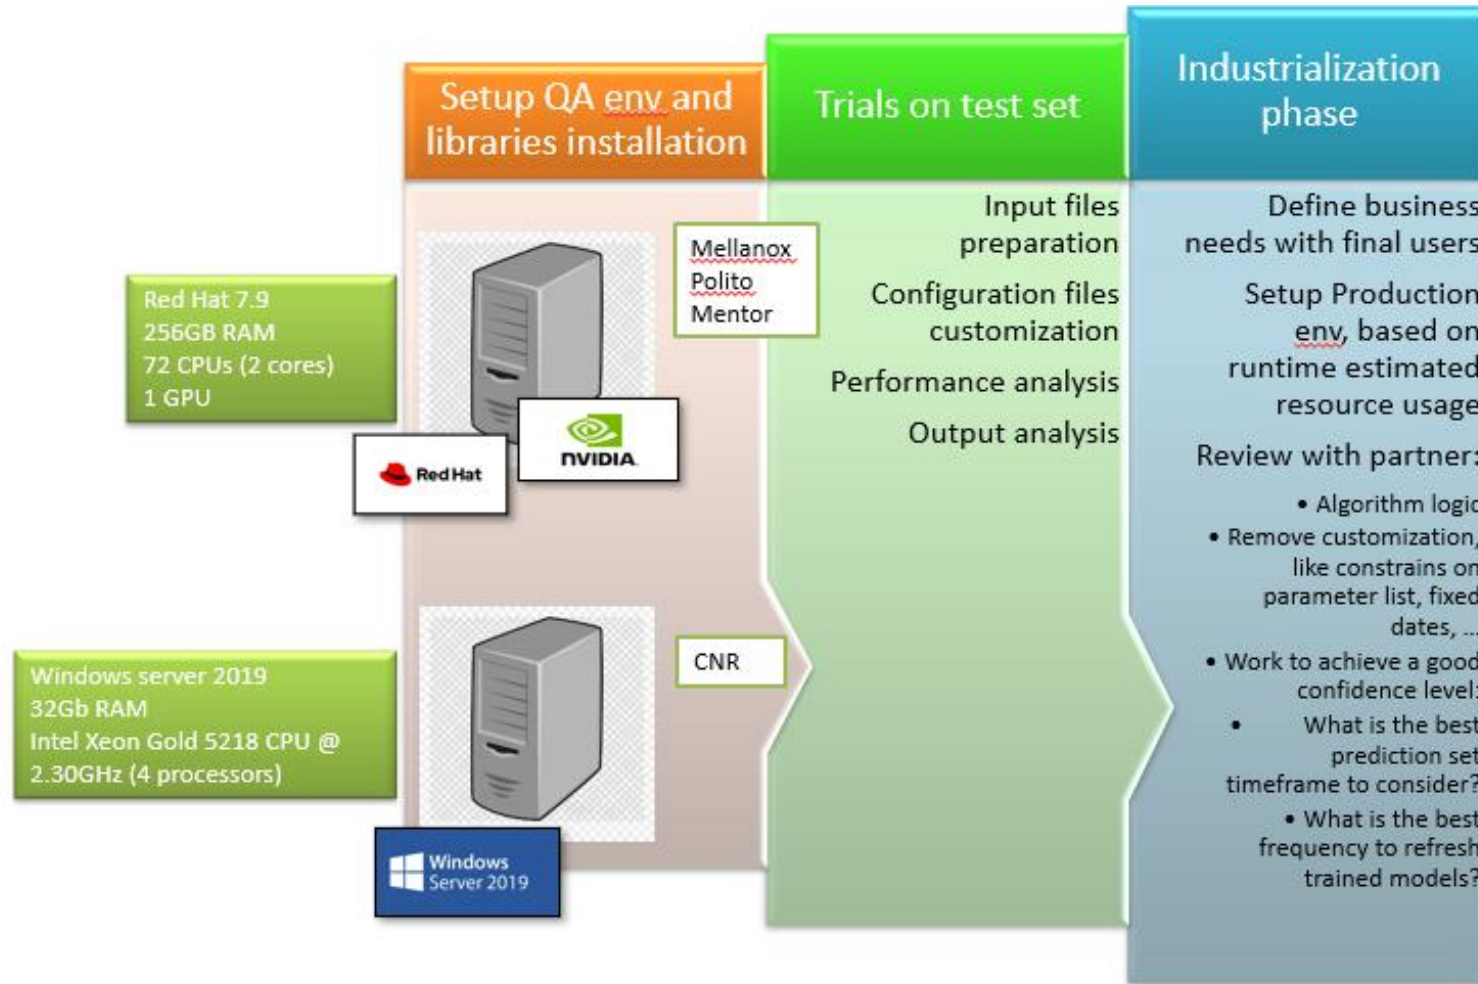 Setup QA env and
libraries installation
Red Hat 7.9
256GB RAM
72 CPUs (2 cores)
1 GPU
Mellanox
Polito
Mentor
NVIDIA.
Red Hat
Windows server 2019
32Gb RAM
Intel Xeon Gold 5218 CPU @
2.30GHz (4 processors)
CNR
Windows
Server 2019
Trials on test set
Input files
preparation
Configuration files
customization
Performance analysis
Output analysis
Industrialization
phase
Define business
needs with final users
Setup Production
env, based on
runtime estimated
resource usage
Review with partner:
• Algorithm logic
• Remove customization,
like constrains on
parameter list, fixed
dates, ...
• Work to achieve a good
confidence level:
• What is the best
prediction set
timeframe to consider?
• What is the best
frequency to refresh
trained models?